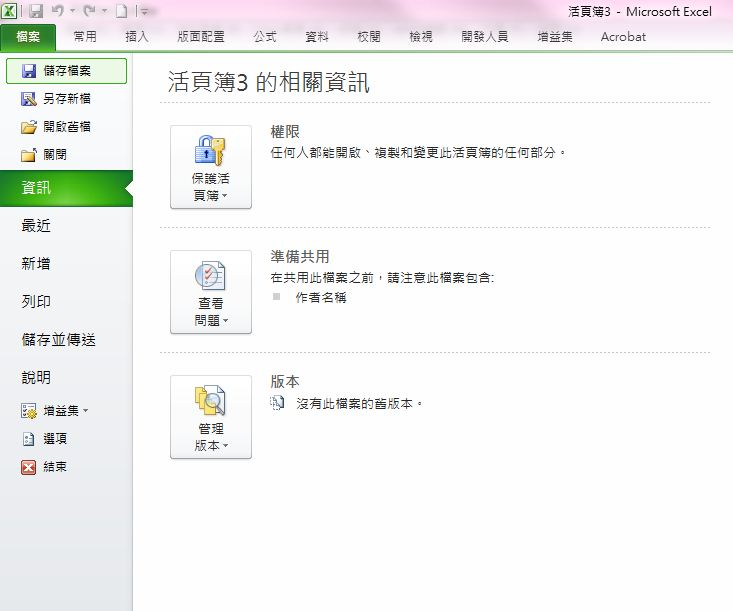 活頁簿3 - Microsoft Excel
檔案 常用 插入 版面配置 公式 資料 校閱 檢視 開發人員 增益集 Acrobat
儲存檔案
另存新檔
開啟舊檔
關閉
資訊
最近
新增
列印
儲存並傳送
說明
增益集
選項
結束
活頁簿3 的相關資訊
保護活
頁簿
權限
任何人都能開啟、複製和變更此活頁簿的任何部分。
查看
問題
準備共用
在共用此檔案之前，請注意此檔案包含:
作者名稱
管理
版本
版本
沒有此檔案的舊版本。